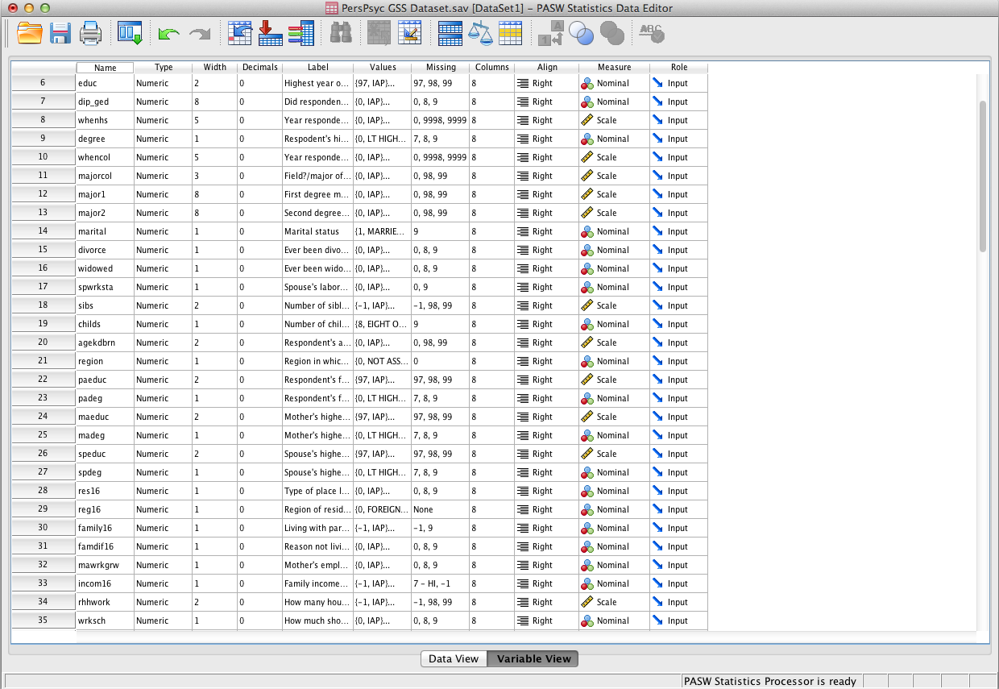 PersPsyc GSS Dataset.sav [DataSet1] – PASW Statistics Data Editor
Name Type Width Decimals Label Values Missing Columns Align Measure Role
6 educ Numeric 2 0 Highest year o... {97, IAP}... 97, 98, 99 8 Right Nominal Input
7 dip_ged Numeric 8 0 Did responden... {0, IAP}... 0, 8, 9 8 Right Nominal Input
8 whenhs Numeric 5 0 Year responde... {0, IAP}... 0, 9998, 9999 8 Right Scale Input
9 degree Numeric 1 0 Respodent's hi... {0, LT HIGH... 7, 8, 9 8 Right Nominal Input
10 whencol Numeric 5 0 Year responde... {0, IAP}... 0, 9998, 9999 8 Right Scale Input
11 majorcol Numeric 3 0 Field?/major of... {0, IAP}... 0, 98, 99 8 Right Scale Input
12 major1 Numeric 8 0 First degree m... {0, IAP}... 0, 98, 99 8 Right Scale Input
13 major2 Numeric 8 0 Second degree... {0, IAP}... 0, 98, 99 8 Right Scale Input
14 marital Numeric 1 0 Marital status {1, MARRIE... 9 8 Right Nominal Input
15 divorce Numeric 1 0 Ever been divo... {0, IAP}... 0, 8, 9 8 Right Nominal Input
16 widowed Numeric 1 0 Ever been wido... {0, IAP}... 0, 8, 9 8 Right Nominal Input
17 spwrksta Numeric 1 0 Spouse's labor... {0, IAP}... 0, 9 8 Right Nominal Input
18 sibs Numeric 2 0 Number of sibl... {–1, IAP}... –1, 98, 99 8 Right Scale Input
19 childs Numeric 1 0 Number of chil... {8, EIGHT O... 9 8 Right Nominal Input
20 agekdbrn Numeric 2 0 Respondent's a... {0, IAP}... 0, 98, 99 8 Right Scale Input
21 region Numeric 1 0 Region in whic... {0, NOT ASS... 0 8 Right Nominal Input
22 paeduc Numeric 2 0 Respondent's f... {97, IAP}... 97, 98, 99 8 Right Scale Input
23 padeg Numeric 1 0 Respondent's f... {0, LT HIGH... 7, 8, 9 8 Right Nominal Input
24 maeduc Numeric 2 0 Mother's highe... {97, IAP}... 97, 98, 99 8 Right Scale Input
25 madeg Numeric 1 0 Mother's highe... {0, LT HIGH... 7, 8, 9 8 Right Nominal Input
26 speduc Numeric 2 0 Spouse's highe... {97, IAP}... 97, 98, 99 8 Right Scale Input
27 spdeg Numeric 1 0 Spouse's highe... {0, LT HIGH... 7, 8, 9 8 Right Nominal Input
28 res16 Numeric 1 0 Type of place l... {0, IAP}... 0, 8, 9 8 Right Nominal Input
29 reg16 Numeric 1 0 Region of resid... {0, FOREIGN... None 8 Right Nominal Input
30 family16 Numeric 1 0 Living with par... {–1, IAP}... –1, 9 8 Right Nominal Input
31 famdif16 Numeric 1 0 Reason not livi... {0, IAP}... 0, 8, 9 8 Right Nominal Input
32 mawrkgrw Numeric 1 0 Mother's empl... {0, IAP}... 0, 8, 9 8 Right Nominal Input
33 incom16 Numeric 1 0 Family income... {–1, IAP}... 7 – HI, –1 8 Right Nominal Input
34 rhhwork Numeric 2 0 How many hou... {–1, IAP}... –1, 98, 99 8 Right Scale Input
35 wrksch Numeric 1 0 How much sho... {0, IAP}... 0, 8, 9 8 Right Nominal Input
Data View Variable View
PASW Statistics Processor is ready